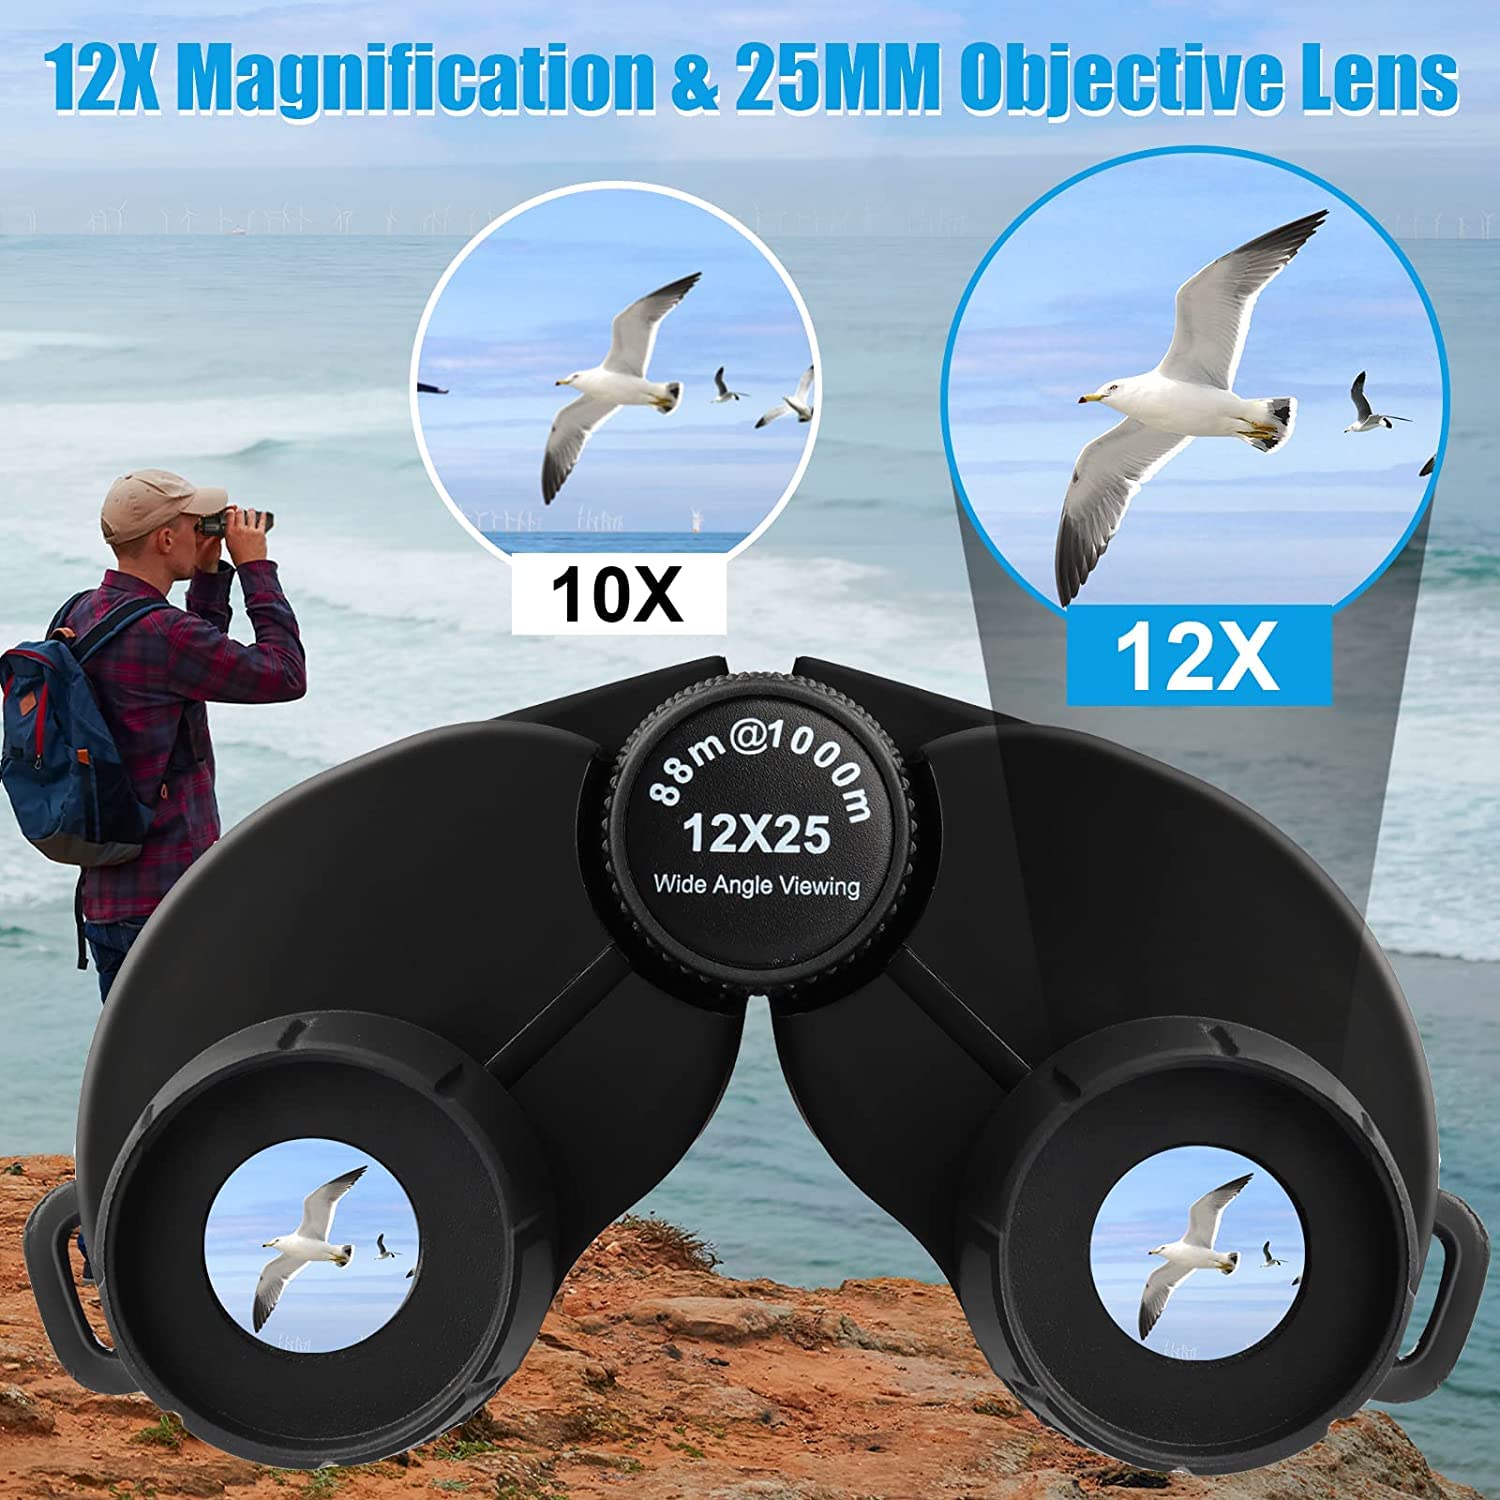 12X Magnification & 25MM Objective Lens
10X
12X
88m@1000m
12X25
Wide Angle Viewing